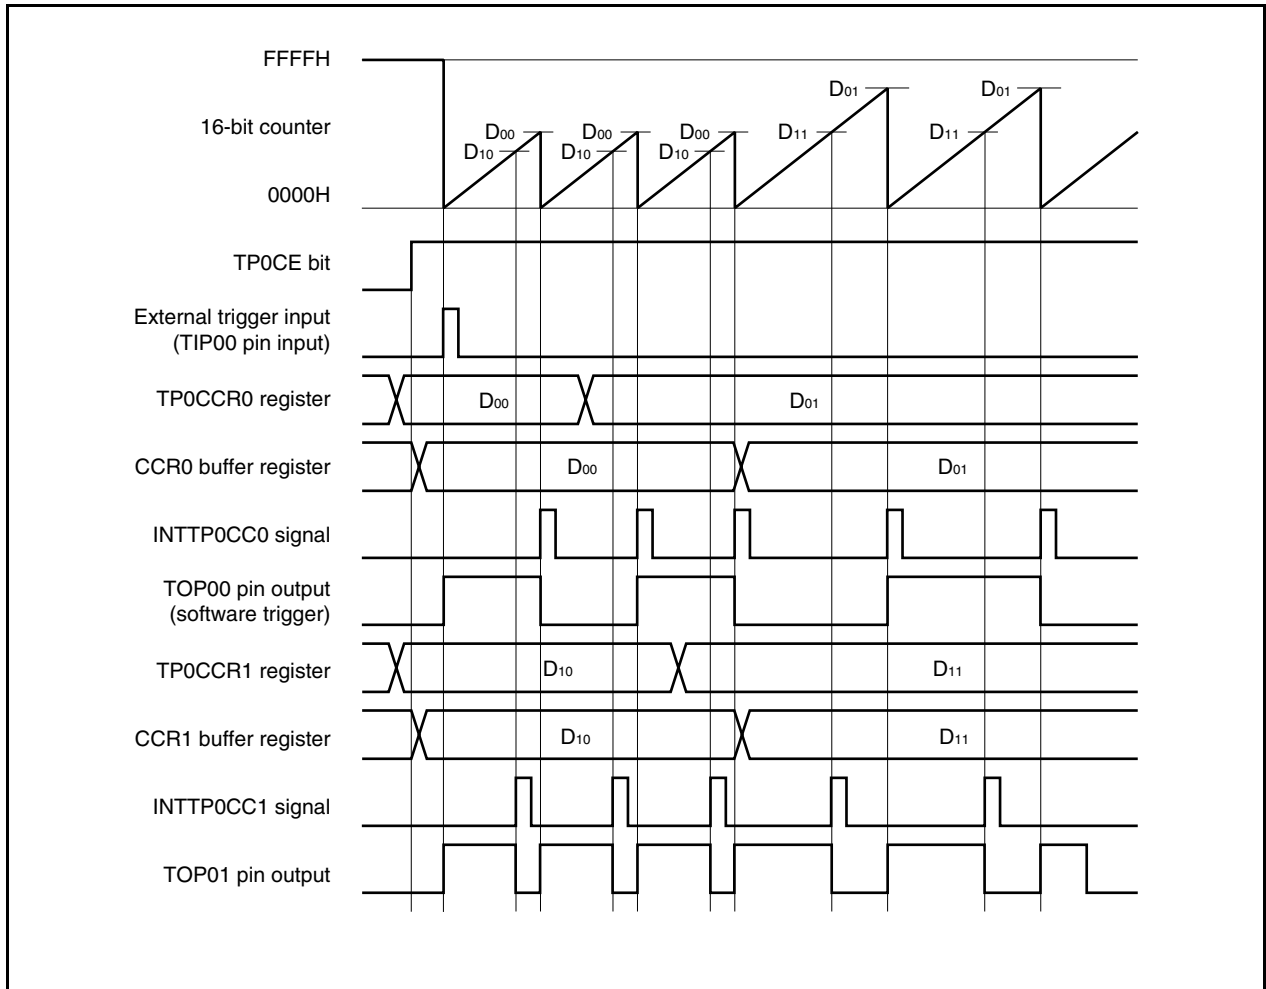 FFFFH
16-bit counter
0000H
D00 D00 D00 D11 D01 D11 D01
D10 D10 D10
TP0CE bit
External trigger input
(TIP00 pin input)
TP0CCR0 register D00 D01
CCR0 buffer register D00 D01
INTTP0CC0 signal
TOP00 pin output
(software trigger)
TP0CCR1 register D10 D11
CCR1 buffer register D10 D11
INTTP0CC1 signal
TOP01 pin output